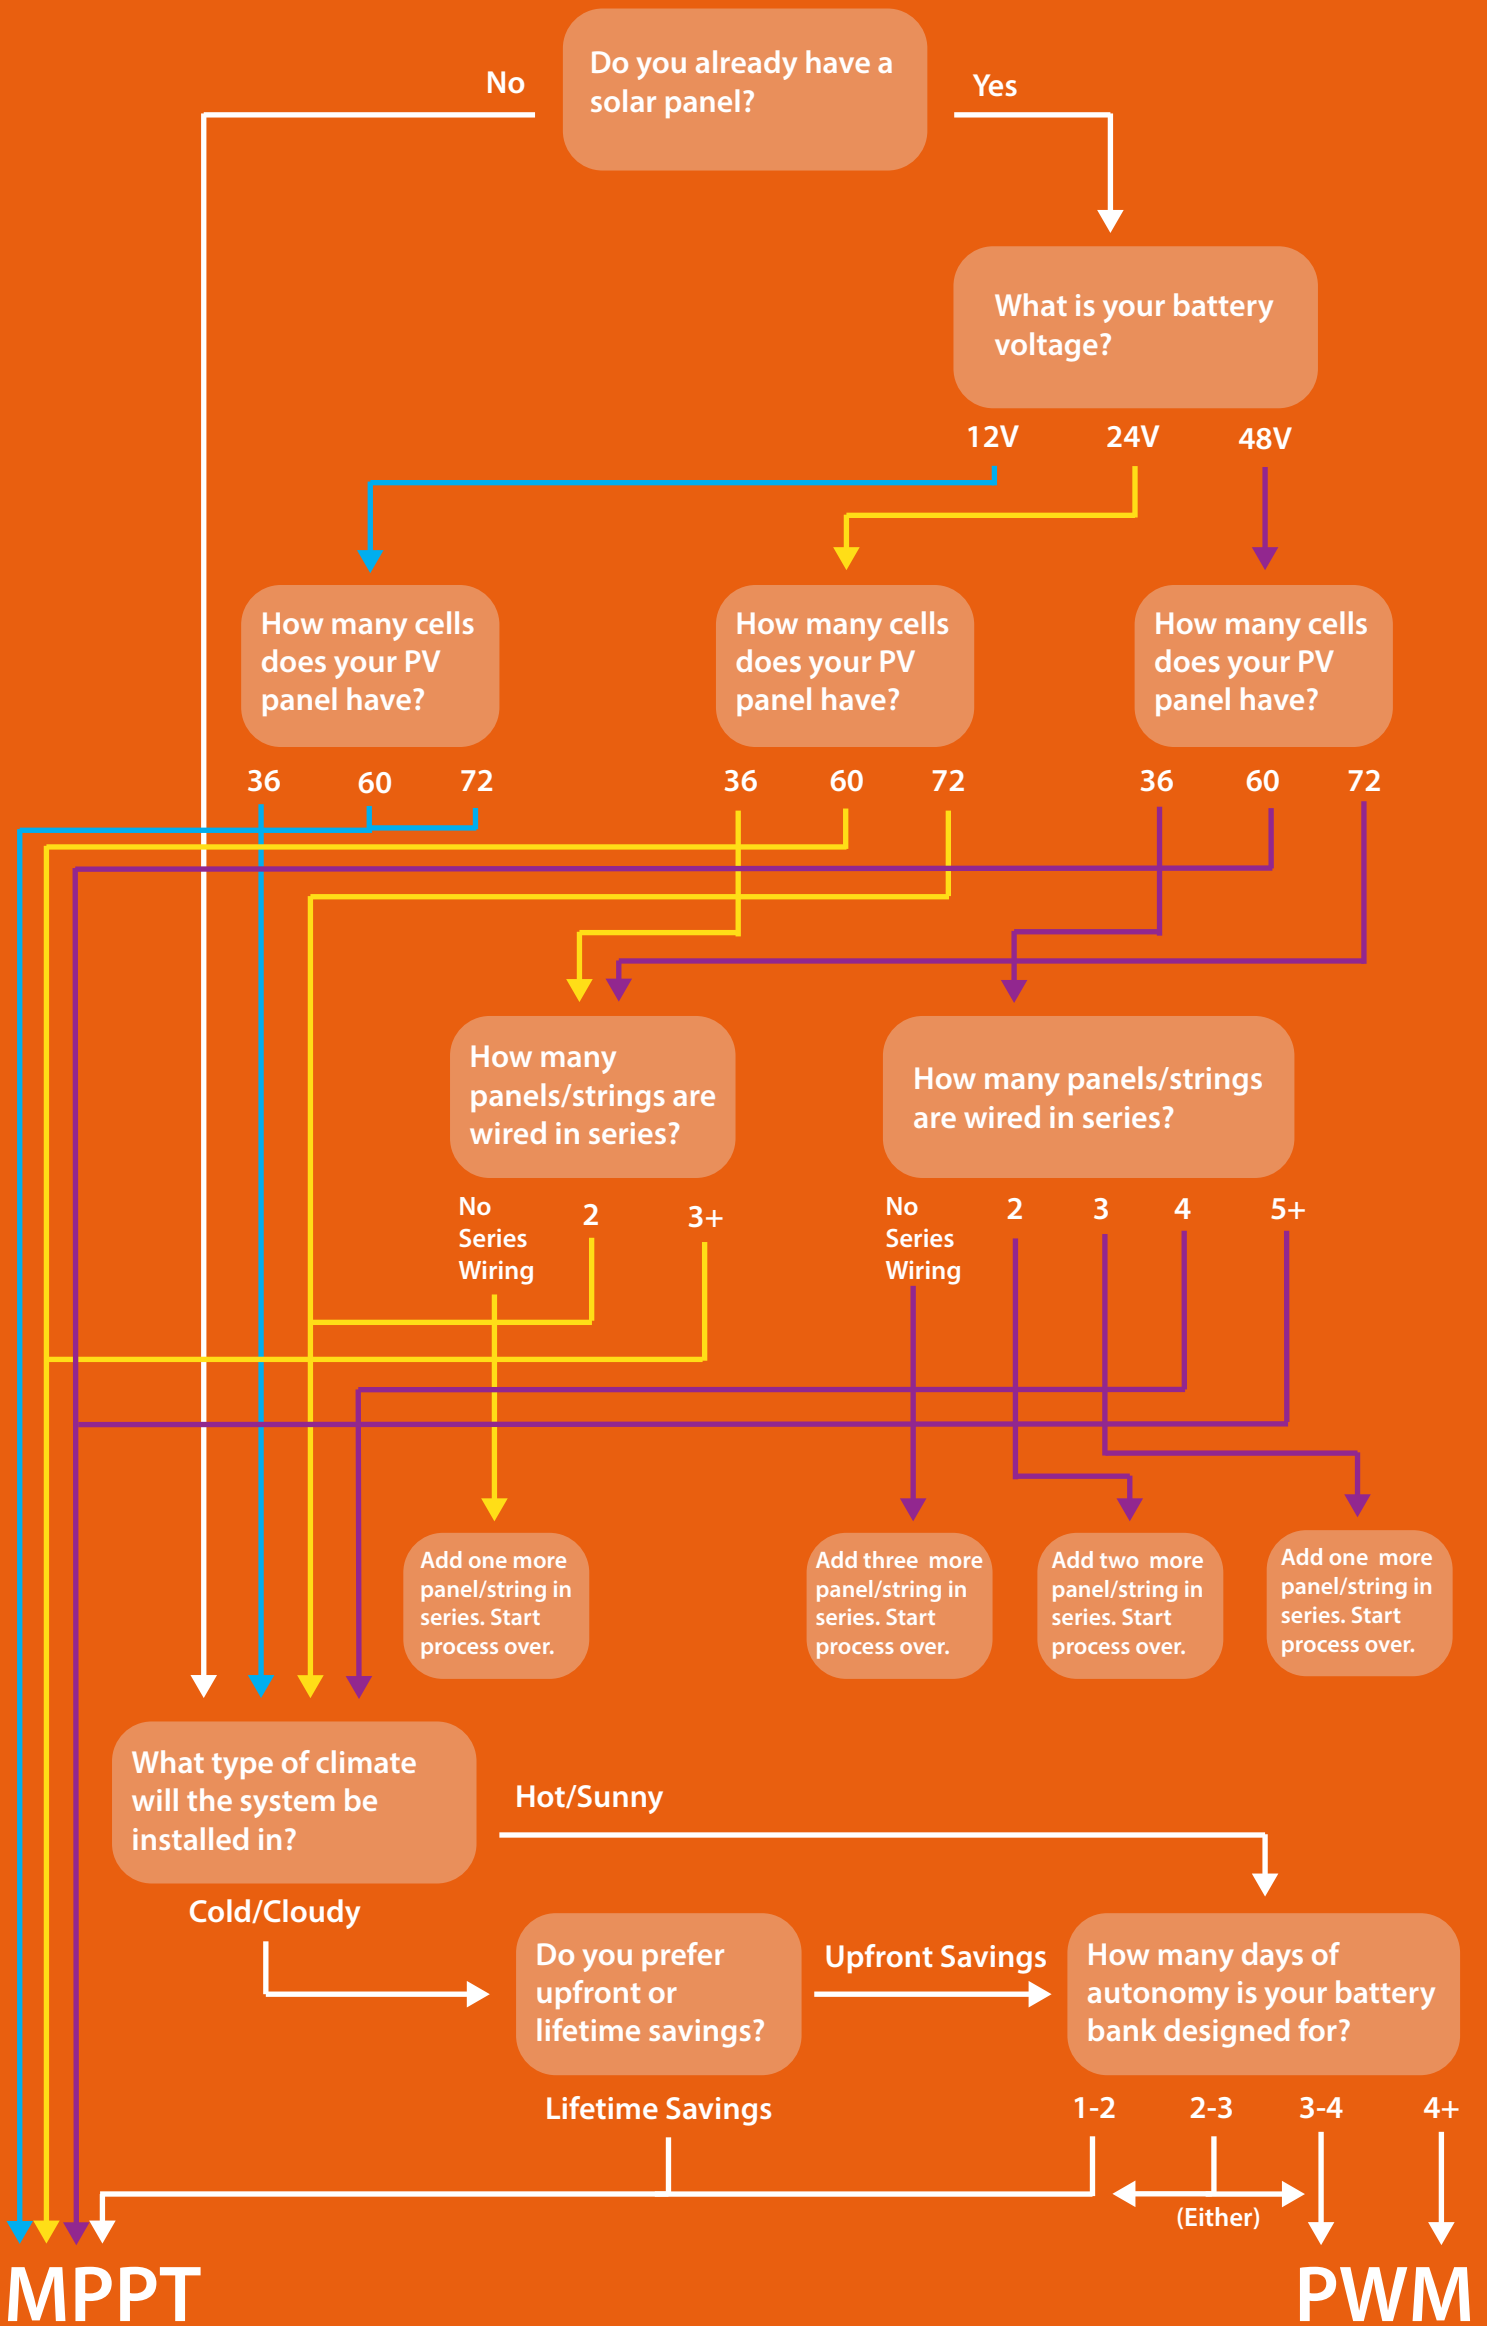 Do you already have a
solar panel?
No
Yes
What is your battery
voltage?
12V
24V
48V
How many cells
does your PV
panel have?
How many cells
does your PV
panel have?
How many cells
does your PV
panel have?
36
60
72
36
60
72
36
60
72
How many
panels/strings are
wired in series?
How many panels/strings
are wired in series?
No
Series
Wiring
2
3+
No
Series
Wiring
2
3
4
5+
Add one more
panel/string in
series. Start
process over.
Add three more
panel/string in
series. Start
process over.
Add two more
panel/string in
series. Start
process over.
Add one more
panel/string in
series. Start
process over.
What type of climate
will the system be
installed in?
Hot/Sunny
Cold/Cloudy
Do you prefer
upfront or
lifetime savings?
Upfront Savings
How many days of
autonomy is your battery
bank designed for?
Lifetime Savings
1-2
2-3
3-4
4+
(Either)
MPPT
PWM